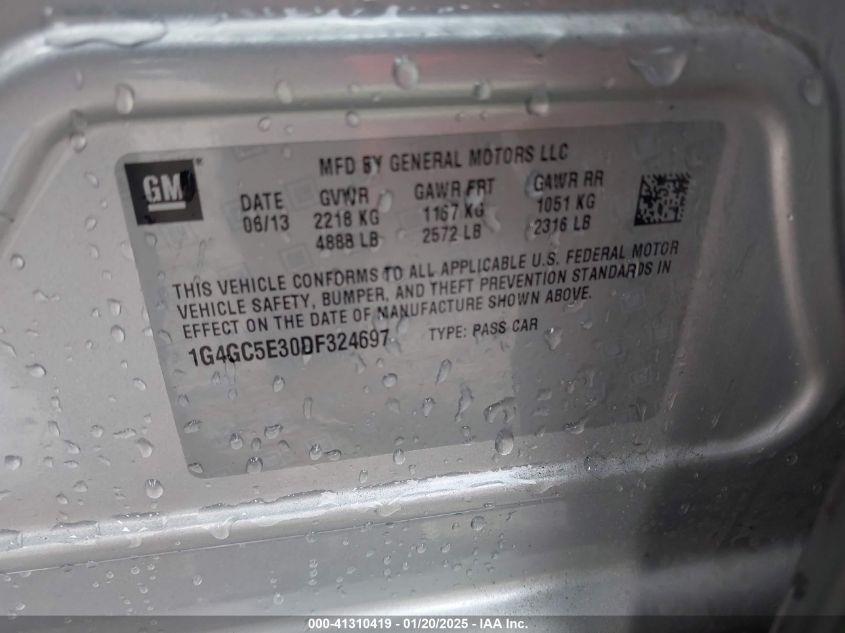 GM®
MFD BY GENERAL MOTORS LLC
DATE GVWR GAWR FRT GAWR RR
06/13 2218 KG 1167 KG 1051 KG
4888 LB 2572 LB 2316 LB
THIS VEHICLE CONFORMS TO ALL APPLICABLE U.S. FEDERAL MOTOR
VEHICLE SAFETY, BUMPER, AND THEFT PREVENTION STANDARDS IN
EFFECT ON THE DATE OF MANUFACTURE SHOWN ABOVE.
1G4GC5E30DF324697 TYPE: PASS CAR
000-41310419 - 01/20/2025 - IAA Inc.